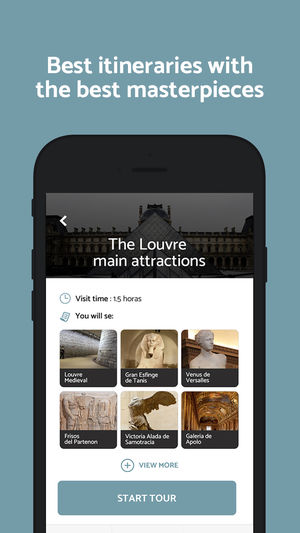 Best itineraries with
the best masterpieces
The Louvre
main attractions
Visit time : 1.5 horas
You will se:
Louvre
Medieval
Gran Esfinge
de Tanis
Venus de
Versalles
Frisos
del Partenon
Victoria Alada de
Samotracia
Galeria de
Apolo
VIEW MORE
START TOUR